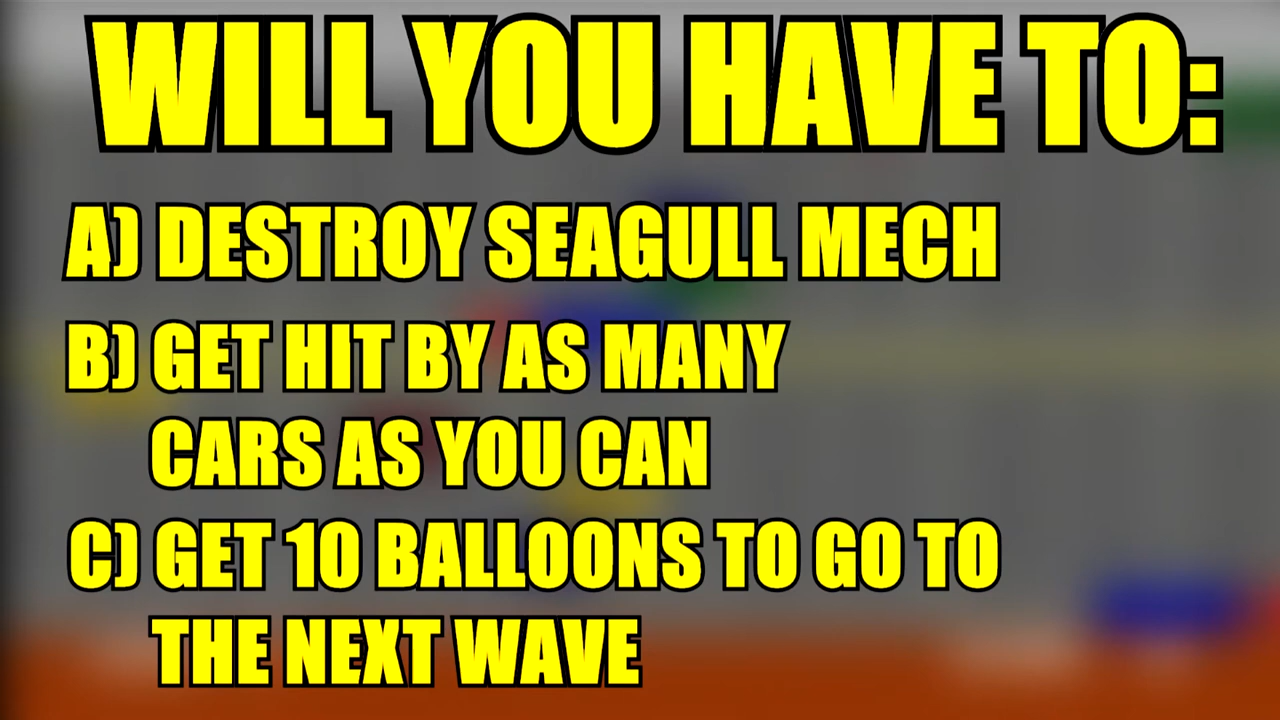 WILL YOU HAVE TO:
A) DESTROY SEAGULL MECH
B) GET HIT BY AS MANY
CARS AS YOU CAN
C) GET 10 BALLOONS TO GO TO
THE NEXT WAVE